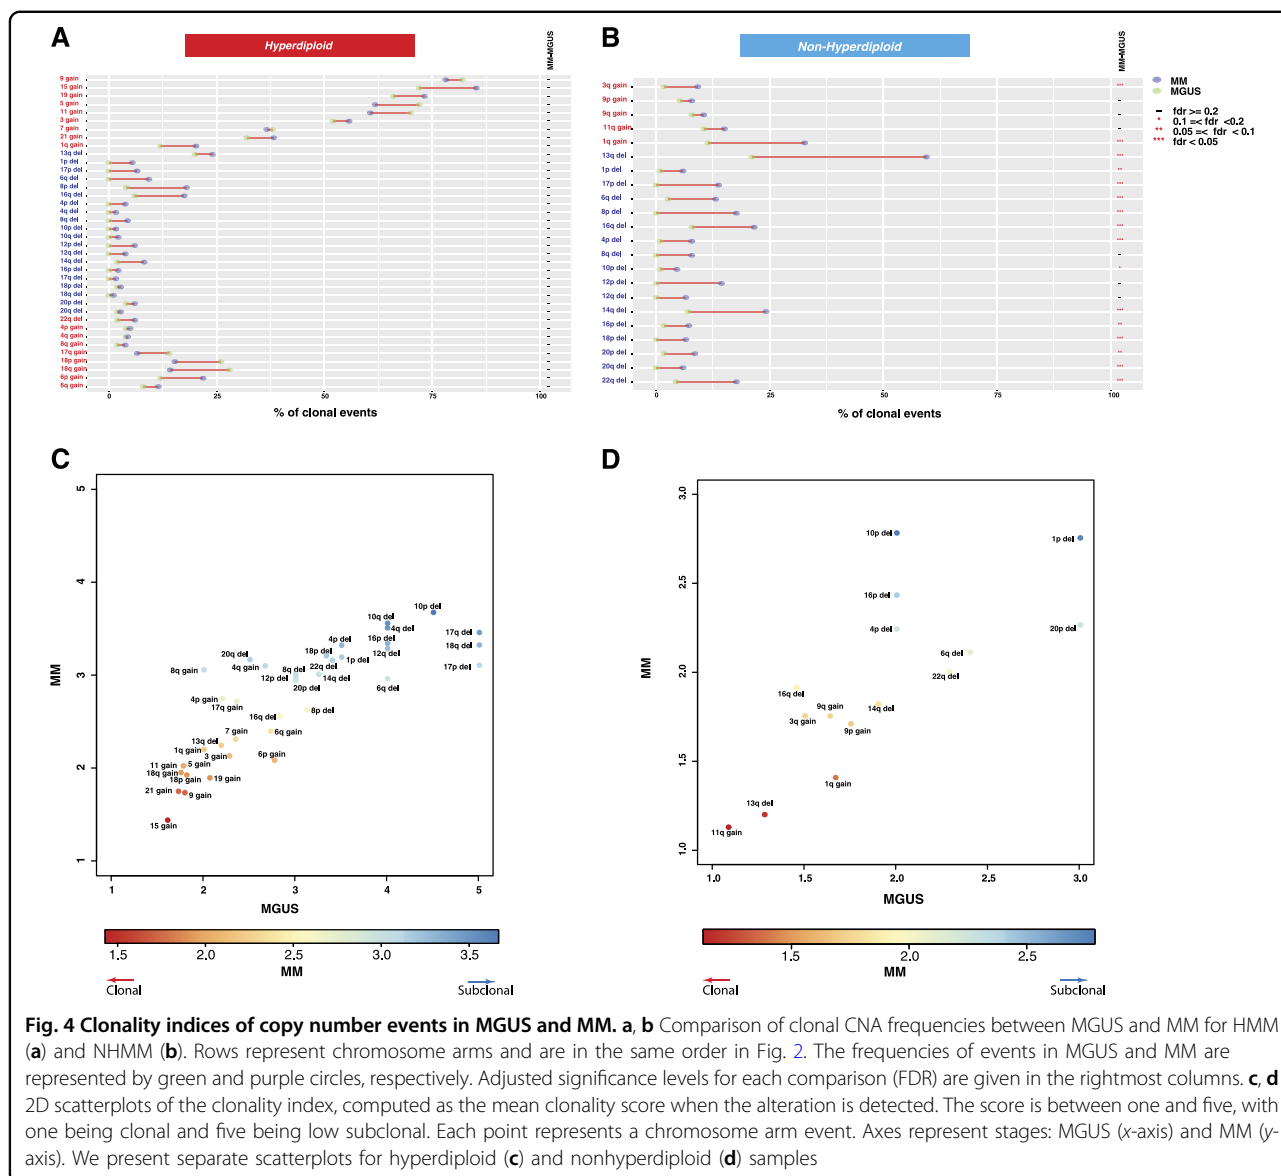 A
Hyperdiploid
MM-MGUS
9 gain
15 gain
19 gain
5 gain
11 gain
3 gain
7 gain
21 gain
1q gain
13q del
1p del
17p del
6q del
8p del
16q del
4p del
4q del
8q del
10p del
10q del
12p del
12q del
14q del
16p del
17q del
18p del
18q del
20p del
20q del
22q del
4p gain
4q gain
8q gain
17q gain
18p gain
18q gain
6p gain
6q gain
0 25 50 75 100
% of clonal events
B
Non-Hyperdiploid
MM-MGUS
3q gain ***
9p gain
9q gain
11q gain
1q gain ***
13q del ***
1p del **
17p del ***
6q del ***
8p del ***
16q del ***
4p del ***
8q del
10p del *
12p del
12q del
14q del ***
16p del **
18p del ***
20p del **
20q del ***
22q del ***
0 25 50 75 100
% of clonal events
MM
MGUS
– fdr >= 0.2
* 0.1 =< fdr <0.2
** 0.05 =< fdr < 0.1
*** fdr < 0.05
C
MM
5
4
3
2
1
10p del
10q del
4q del
17q del
4p del
16p del
18q del
20q del
18p del
12q del
8q gain
4q gain
8q del
22q del
1p del
17p del
12p del
14q del
20p del
6q del
4p gain
17q gain
16q del
8p del
7 gain
6q gain
13q del
1q gain
3 gain
6p gain
11 gain
5 gain
18q gain
18p gain
19 gain
21 gain
9 gain
15 gain
1 2 3 4 5
MGUS
1.5 2.0 2.5 3.0 3.5
MM
Clonal
Subclonal
D
MM
3.0
2.5
2.0
1.5
1.0
10p del
1p del
16p del
4p del
20p del
6q del
22q del
16q del
9q gain
14q del
3q gain
9p gain
1q gain
13q del
11q gain
1.0 1.5 2.0 2.5 3.0
MGUS
1.5 2.0 2.5
MM
Clonal
Subclonal
Fig. 4 Clonality indices of copy number events in MGUS and MM. a, b Comparison of clonal CNA frequencies between MGUS and MM for HMM
(a) and NHMM (b). Rows represent chromosome arms and are in the same order in Fig. 2. The frequencies of events in MGUS and MM are
represented by green and purple circles, respectively. Adjusted significance levels for each comparison (FDR) are given in the rightmost columns. c, d
2D scatterplots of the clonality index, computed as the mean clonality score when the alteration is detected. The score is between one and five, with
one being clonal and five being low subclonal. Each point represents a chromosome arm event. Axes represent stages: MGUS (x-axis) and MM (y-
axis). We present separate scatterplots for hyperdiploid (c) and nonhyperdiploid (d) samples